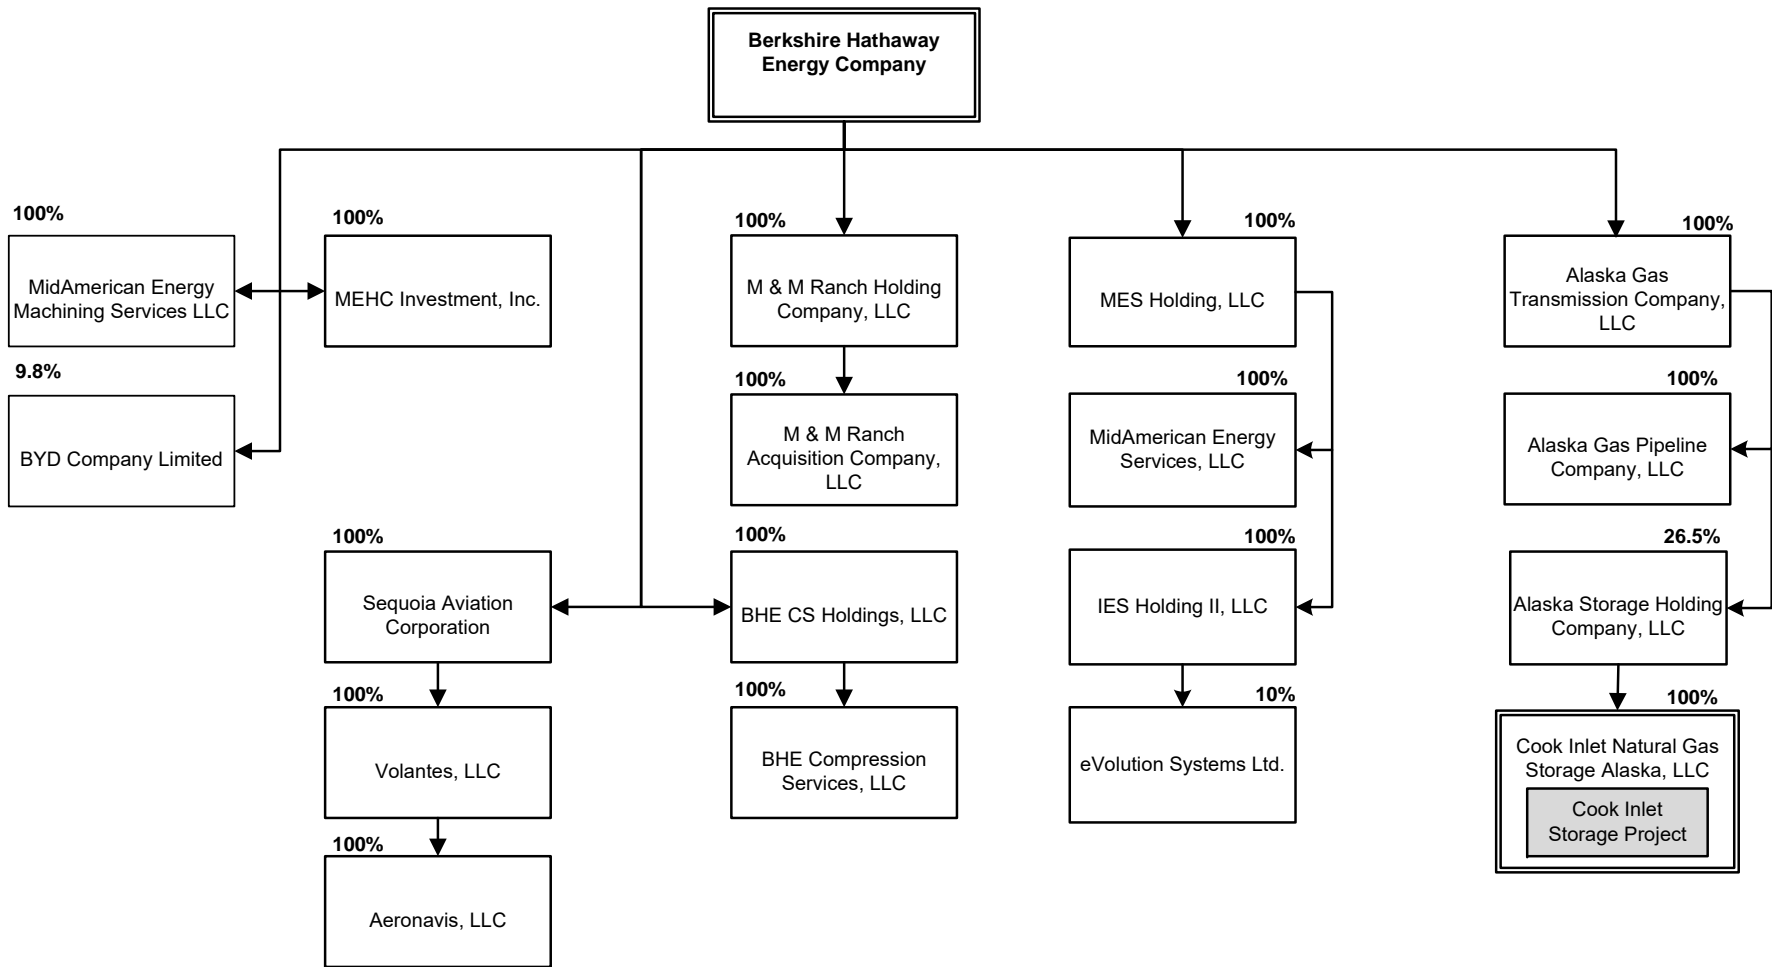 Berkshire Hathaway
Energy Company
100%
MidAmerican Energy
Machining Services LLC
100%
MEHC Investment, Inc.
100%
M & M Ranch Holding
Company, LLC
100%
MES Holding, LLC
100%
Alaska Gas
Transmission Company,
LLC
9.8%
BYD Company Limited
100%
M & M Ranch
Acquisition Company,
LLC
100%
MidAmerican Energy
Services, LLC
100%
Alaska Gas Pipeline
Company, LLC
100%
Sequoia Aviation
Corporation
100%
BHE CS Holdings, LLC
100%
IES Holding II, LLC
26.5%
Alaska Storage Holding
Company, LLC
100%
Volantes, LLC
100%
BHE Compression
Services, LLC
10%
eVolution Systems Ltd.
100%
Cook Inlet Natural Gas
Storage Alaska, LLC
Cook Inlet
Storage Project
100%
Aeronavis, LLC